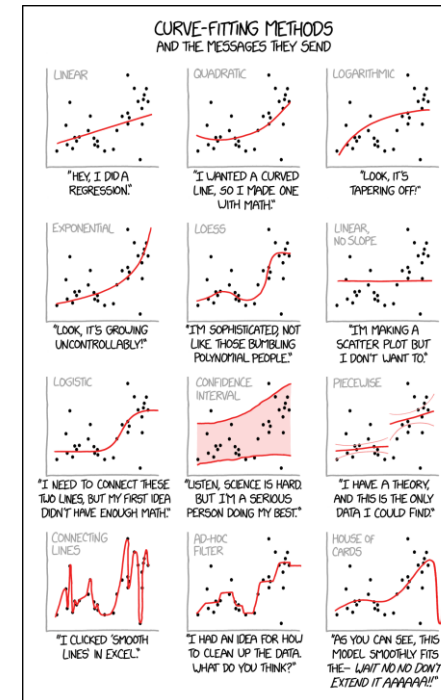 CURVE-FITTING METHODS
AND THE MESSAGES THEY SEND
LINEAR
"HEY, I DID A
REGRESSION."
QUADRATIC
"I WANTED A CURVED
LINE, SO I MADE ONE
WITH MATH."
LOGARITHMIC
"LOOK, IT'S
TAPERING OFF!"
EXPONENTIAL
"LOOK, IT'S GROWING
UNCONTROLLABLY!"
LOESS
"I'M SOPHISTICATED, NOT
LIKE THOSE BUMBLING
POLYNOMIAL PEOPLE."
LINEAR,
NO SLOPE
"I'M MAKING A
SCATTER PLOT BUT
I DON'T WANT TO."
LOGISTIC
"I NEED TO CONNECT THESE
TWO LINES, BUT MY FIRST IDEA
DIDN'T HAVE ENOUGH MATH."
CONFIDENCE
INTERVAL
"LISTEN, SCIENCE IS HARD.
BUT I'M A SERIOUS
PERSON DOING MY BEST."
PIECEWISE
"I HAVE A THEORY,
AND THIS IS THE ONLY
DATA I COULD FIND."
CONNECTING
LINES
"I CLICKED 'SMOOTH
LINES' IN EXCEL."
AD-HOC
FILTER
"I HAD AN IDEA FOR HOW
TO CLEAN UP THE DATA.
WHAT DO YOU THINK?"
HOUSE OF
CARDS
"AS YOU CAN SEE, THIS
MODEL SMOOTHLY FITS
THE- WAIT NO NO DON'T
EXTEND IT AAAAAA!!"